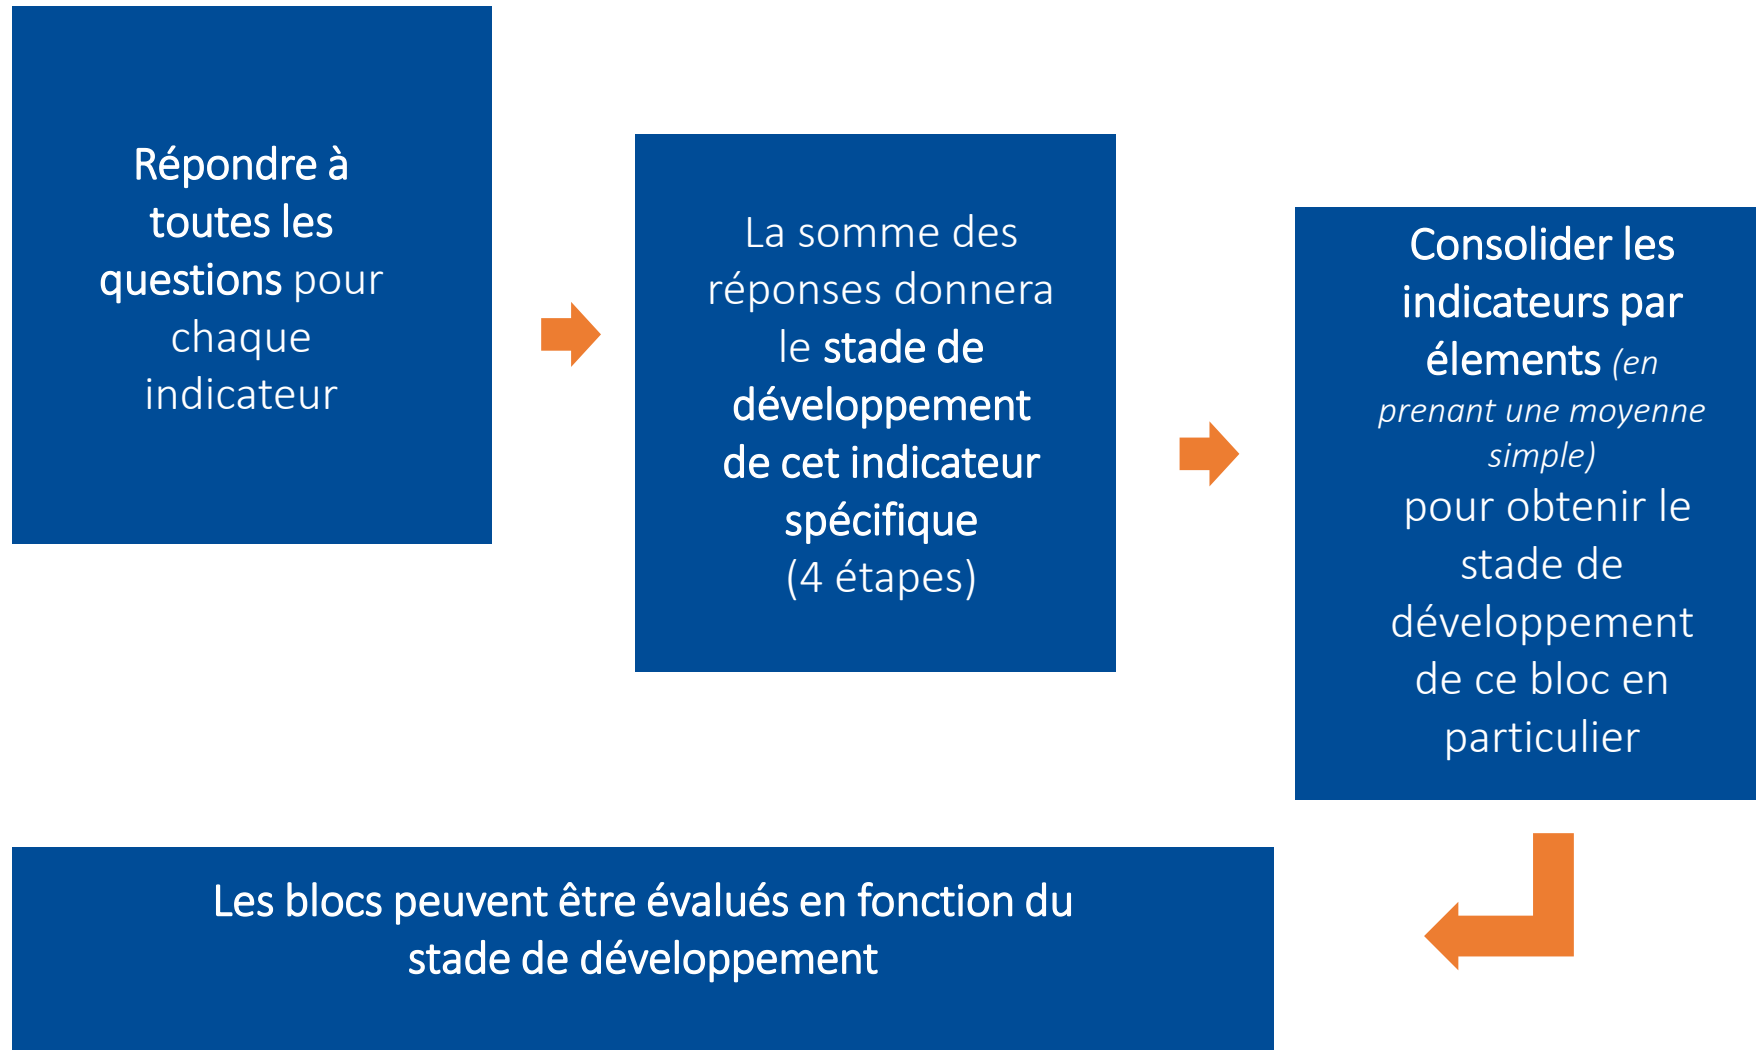 Répondre à
toutes les
questions pour
chaque
indicateur
La somme des
réponses donnera
le stade de
développement
de cet indicateur
spécifique
(4 étapes)
Consolider les
indicateurs par
élements (en
prenant une moyenne
simple)
pour obtenir le
stade de
développement
de ce bloc en
particulier
Les blocs peuvent être évalués en fonction du
stade de développement